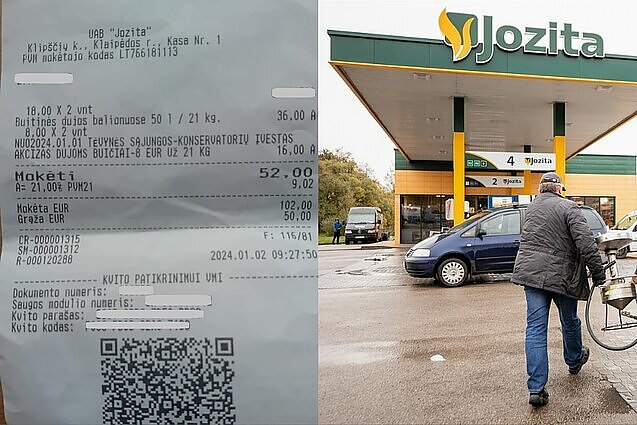 UAB "Jozita"
Klipščių k., Klaipėdos r., Kasa Nr. 1
PVM mokėtojo kodas LT766181113
18.00 X 2 vnt
Buitinės dujos balionuose 50 l / 21 kg.
36.00 A
8.00 X 2 vnt
NUO2024.01.01 TĖVYNĖS SĄJUNGOS-KONSERVATORIŲ ĮVESTAS
AKCIZAS DUJOMS BUIČIAI-8 EUR UŽ 21 KG
16.00 A
Mokėti 52.00
A= 21,00% PVM21 9,02
Mokėta EUR 102.00
Grąža EUR 50.00
CR-000001315 F: 116/81
SM-000001312
R-000120288 2024.01.02 09:27:50
KVITO PATIKRINIMUI VMI
Dokumento numeris:
Saugos modulio numeris:
Kvito parašas:
Kvito kodas:
Jozita
4 Jozita
2 Jozita